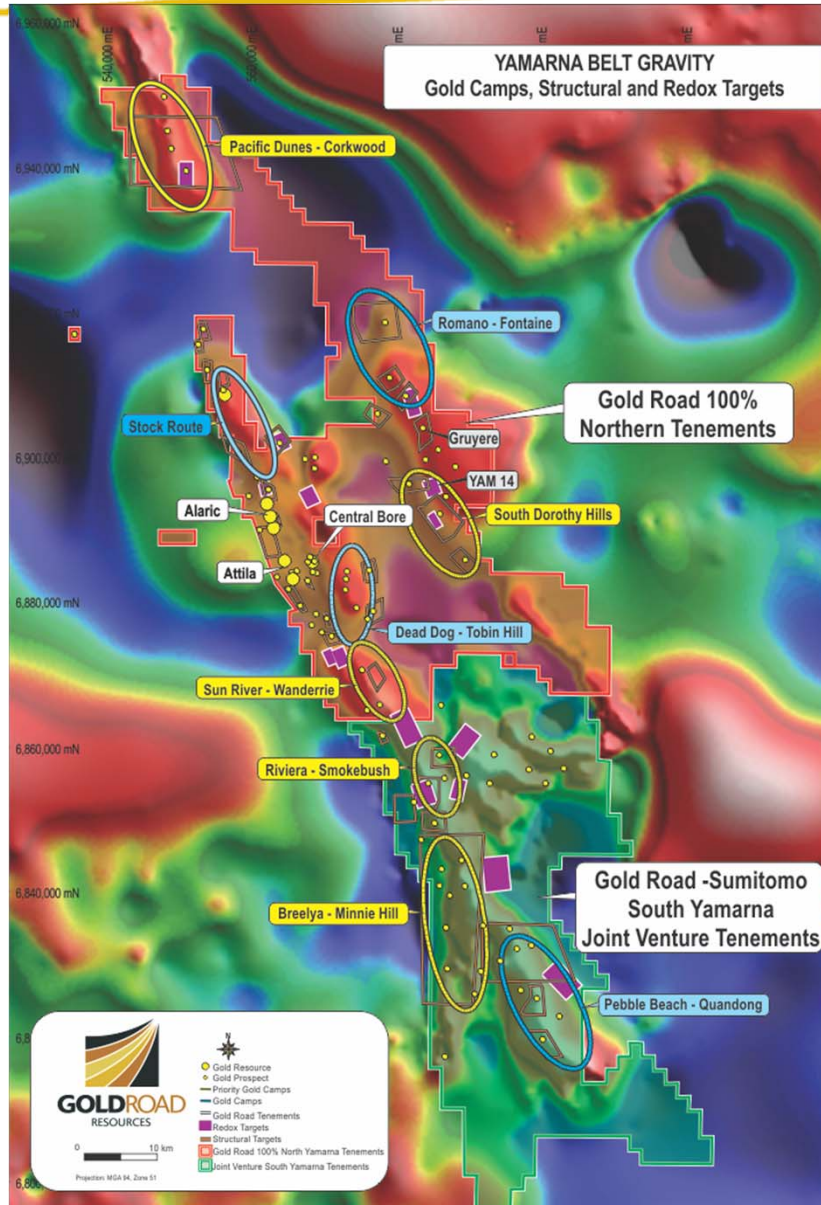 YAMARNA BELT GRAVITY
Gold Camps, Structural and Redox Targets
6,960,000 mN
540,000 mE
560,000 mE
mE
mE
mE
Pacific Dunes - Corkwood
6,940,000 mN
Romano - Fontaine
Gold Road 100%
Northern Tenements
Stock Route
Gruyere
6,900,000 mN
YAM 14
Alaric
Central Bore
South Dorothy Hills
Attila
6,880,000 mN
Dead Dog - Tobin Hill
Sun River - Wanderrie
6,860,000 mN
Riviera - Smokebush
6,840,000 mN
Gold Road -Sumitomo
South Yamarna
Joint Venture Tenements
Breelya - Minnie Hill
Pebble Beach - Quandong
GOLDROAD
RESOURCES
0 10 km
Projection: MGA 94, Zone 51
N
Gold Resource
Gold Prospect
Priority Gold Camps
Gold Camps
Gold Road Tenements
Redox Targets
Structural Targets
Gold Road 100% North Yamarna Tenements
Joint Venture South Yamarna Tenements